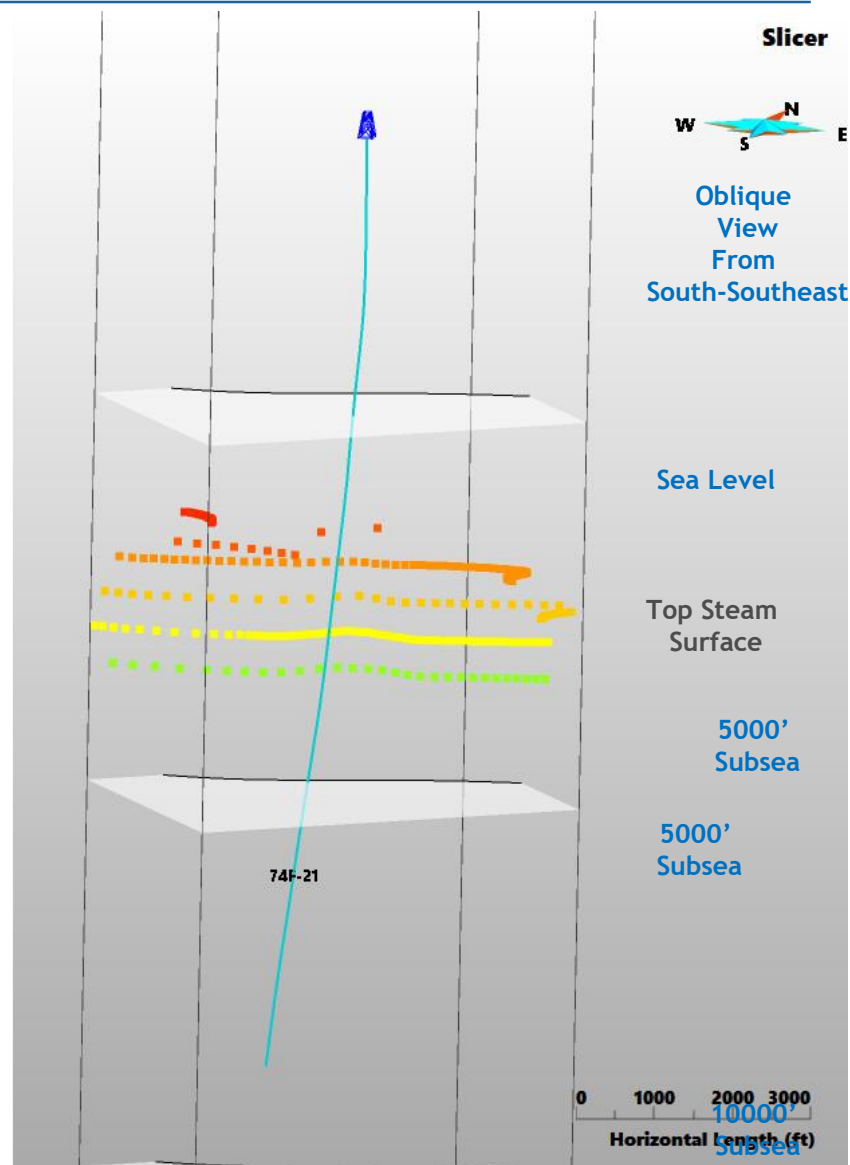 Slicer
N
W
E
S
Oblique
View
From
South-Southeast
Sea Level
Top Steam
Surface
5000’
Subsea
5000’
Subsea
74F-21
0 1000 2000 3000
10000’
Horizontal Length (ft)
Subsea